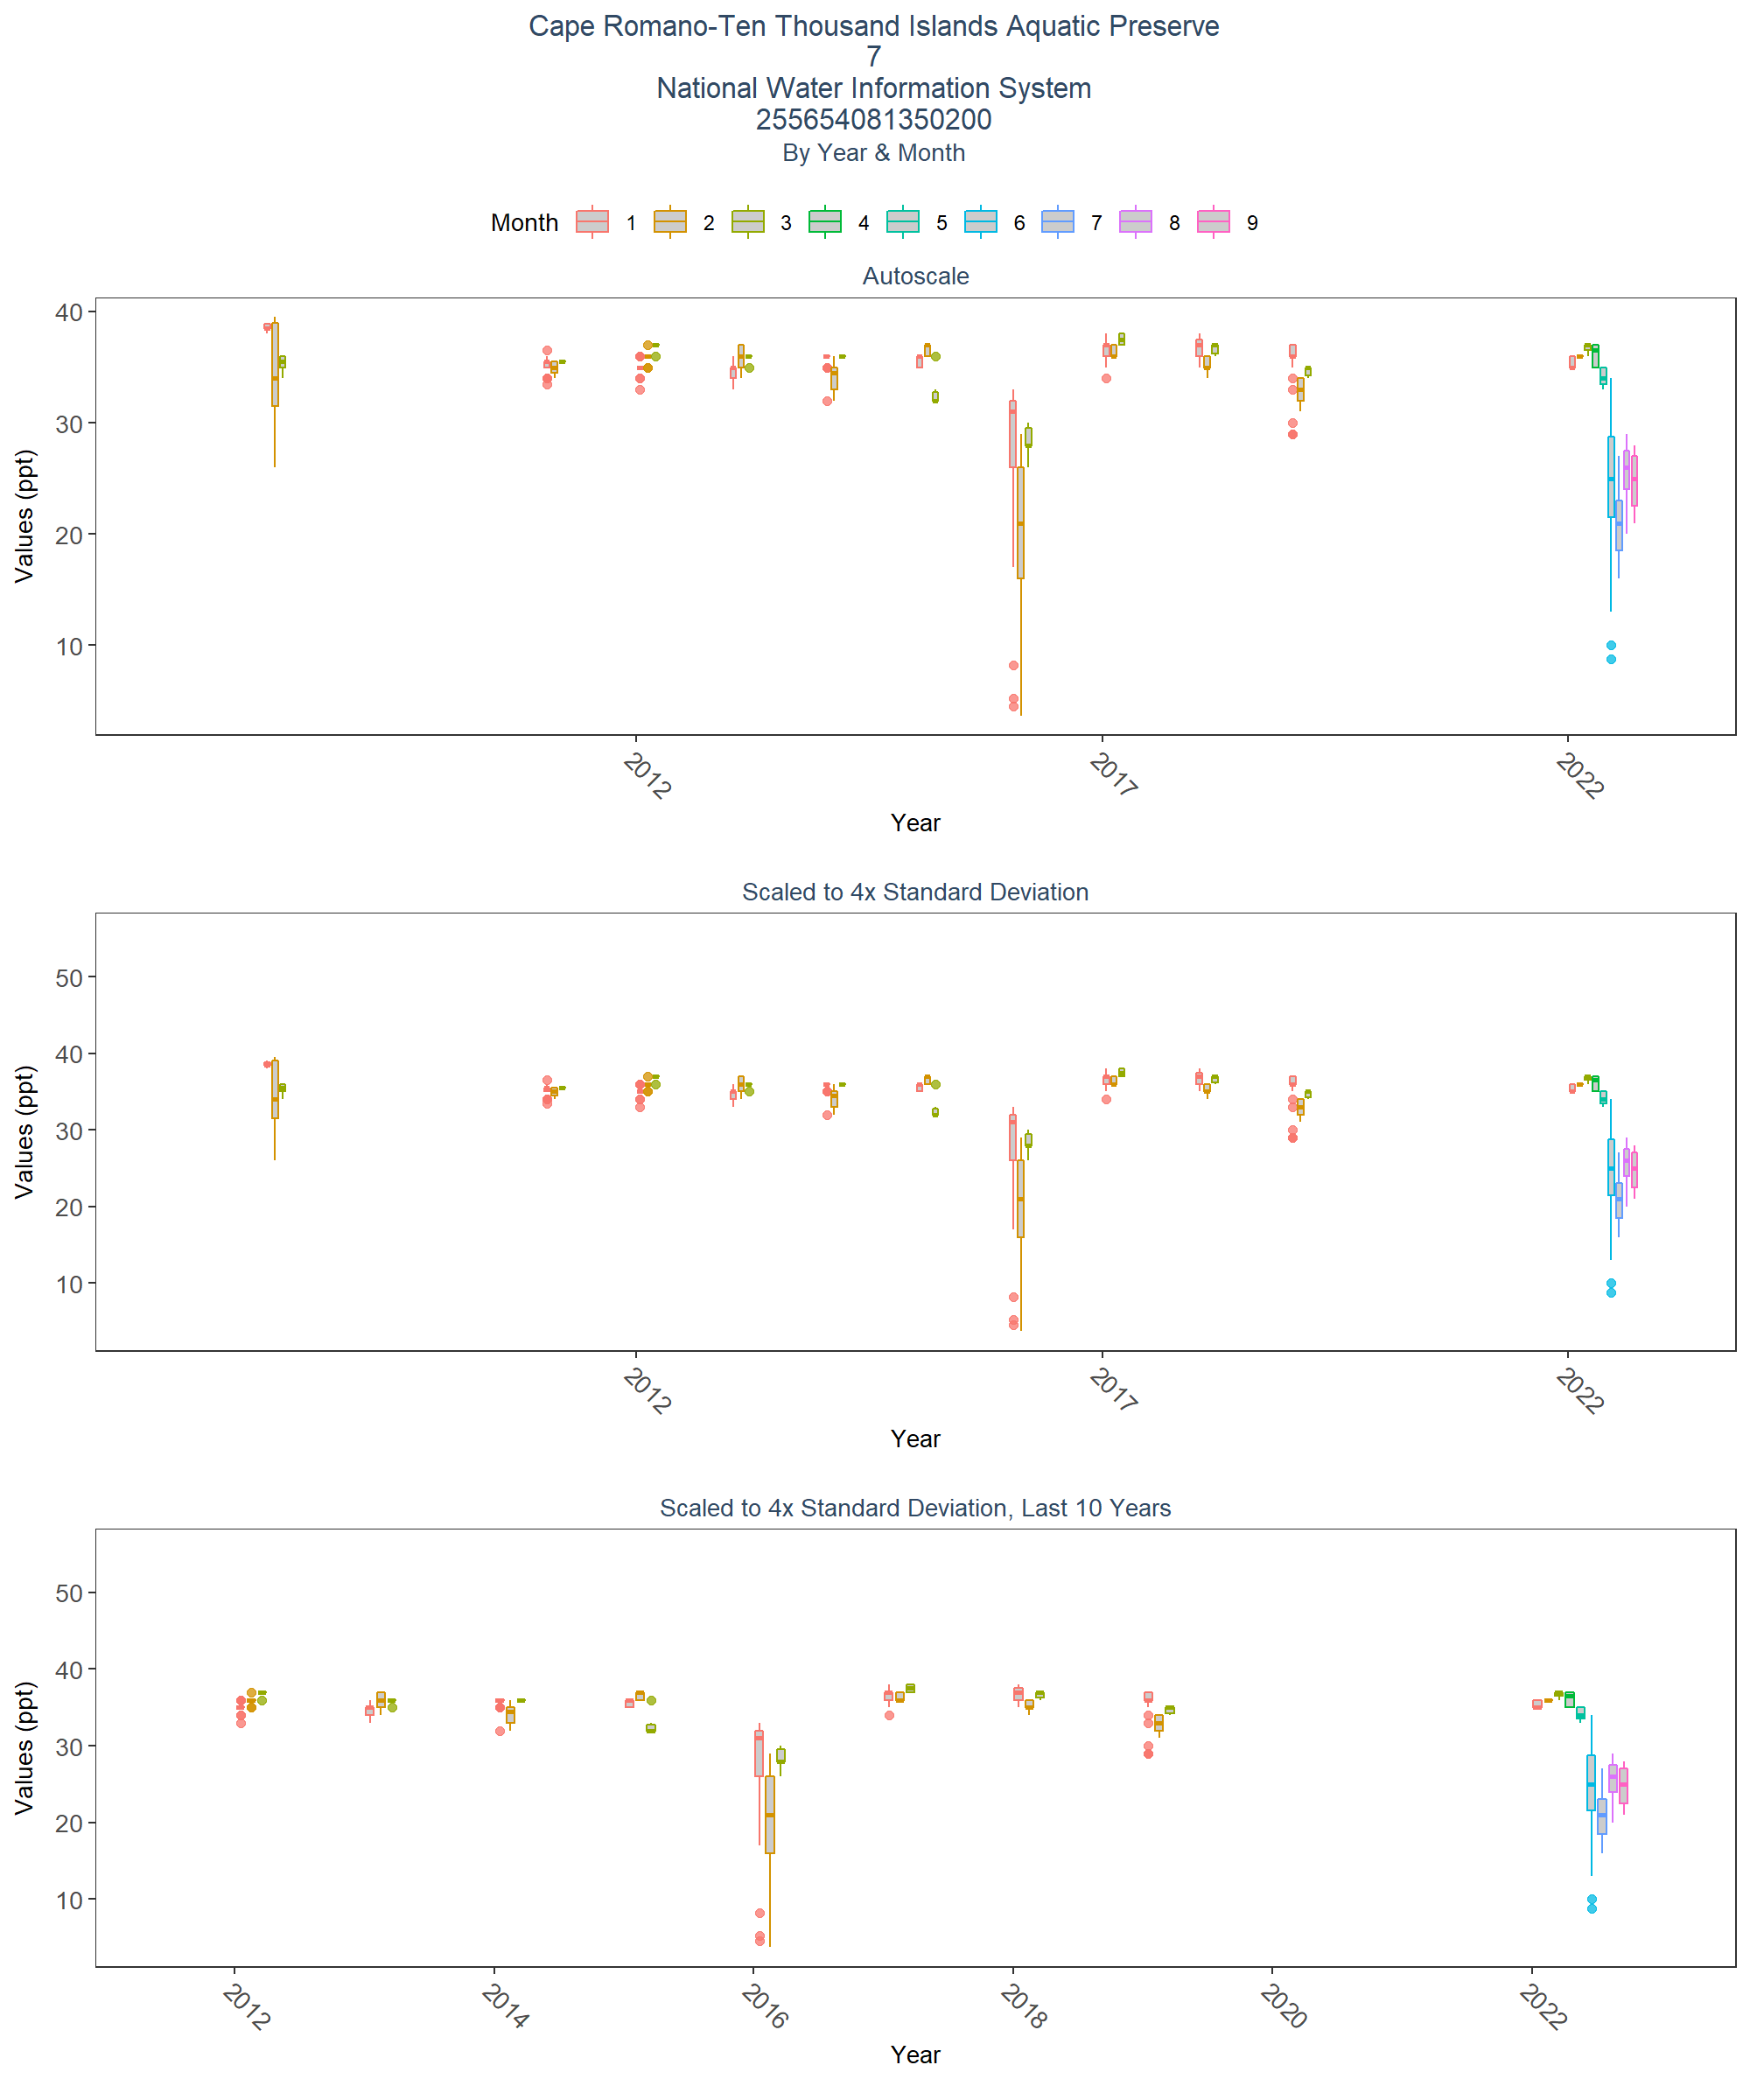 Cape Romano-Ten Thousand Islands Aquatic Preserve
7
National Water Information System
255654081350200
By Year & Month
Month 1 2 3 4 5 6 7 8 9
Autoscale
40
30
20
10
Values (ppt)
2012 2017 2022
Year
Scaled to 4x Standard Deviation
50
40
30
20
10
Values (ppt)
2012 2017 2022
Year
Scaled to 4x Standard Deviation, Last 10 Years
50
40
30
20
10
Values (ppt)
2012 2014 2016 2018 2020 2022
Year